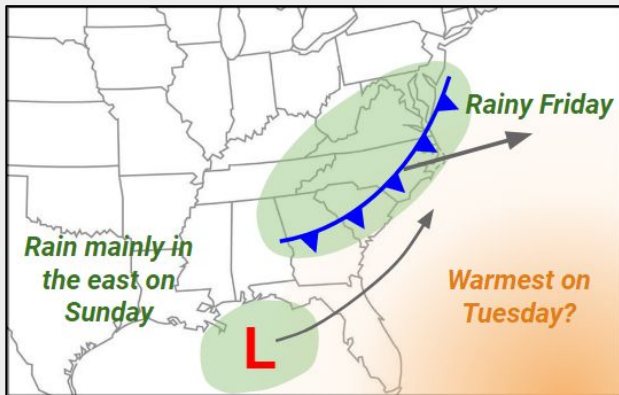 Rainy Friday
Rain mainly in
the east on
Sunday
Warmest on
Tuesday?
L